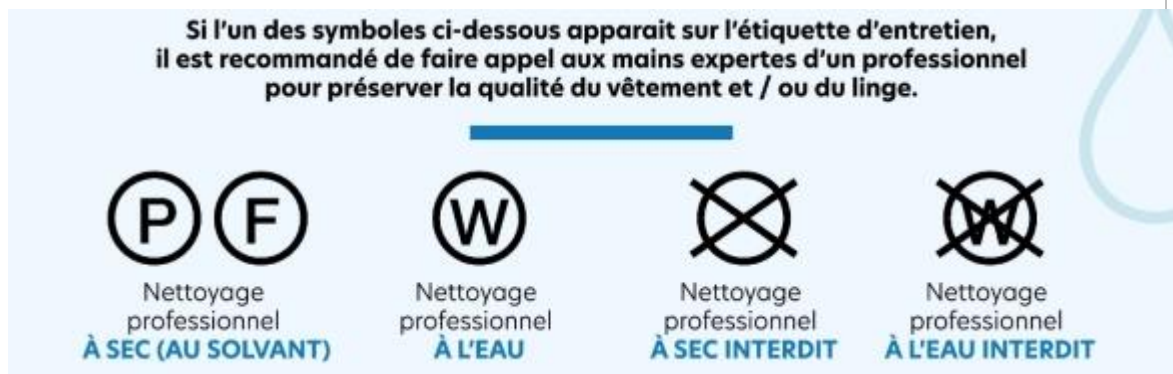 Si l'un des symboles ci-dessous apparait sur l'étiquette d'entretien,
il est recommandé de faire appel aux mains expertes d'un professionnel
pour préserver la qualité du vêtement et / ou du linge.
P F W W
Nettoyage professionnel À SEC (AU SOLVANT)
Nettoyage professionnel À L'EAU
Nettoyage professionnel À SEC INTERDIT
Nettoyage professionnel À L'EAU INTERDIT